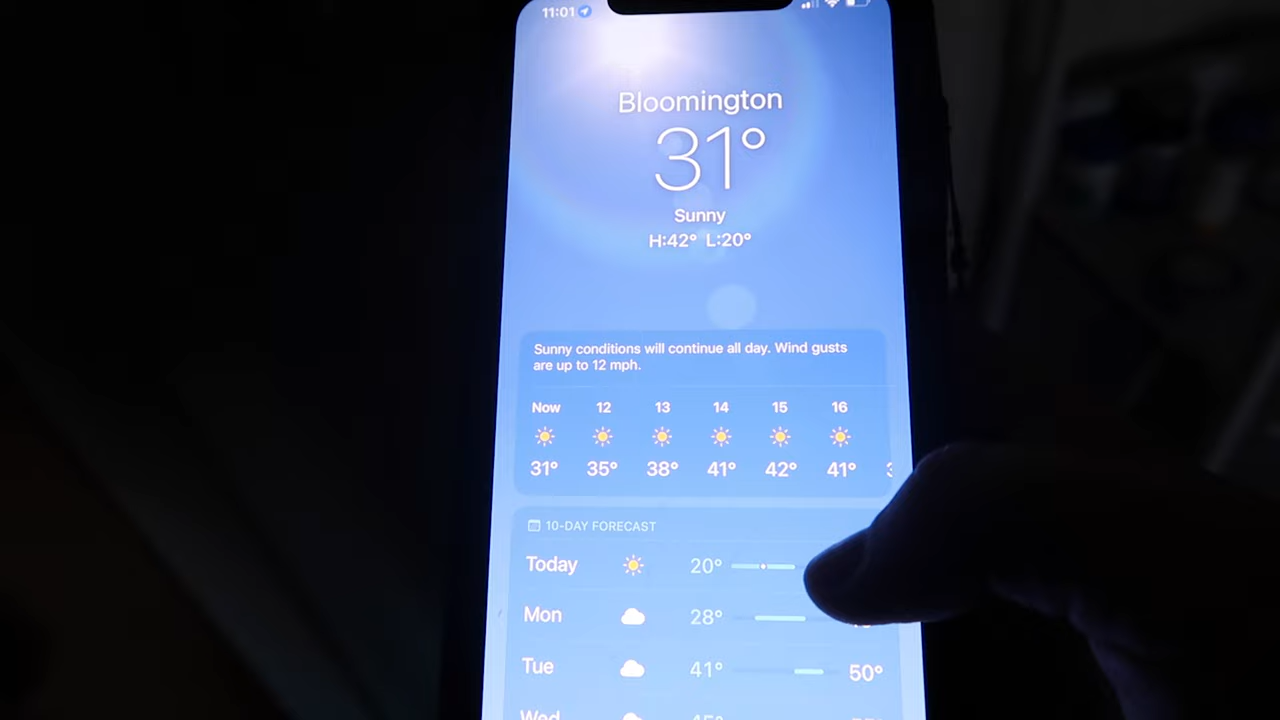 11:01
Bloomington
31°
Sunny
H:42° L:20°
Sunny conditions will continue all day. Wind gusts
are up to 12 mph.
Now 12 13 14 15 16
31° 35° 38° 41° 42° 41°
10-DAY FORECAST
Today 20°
Mon 28°
Tue 41° 50°
Wed